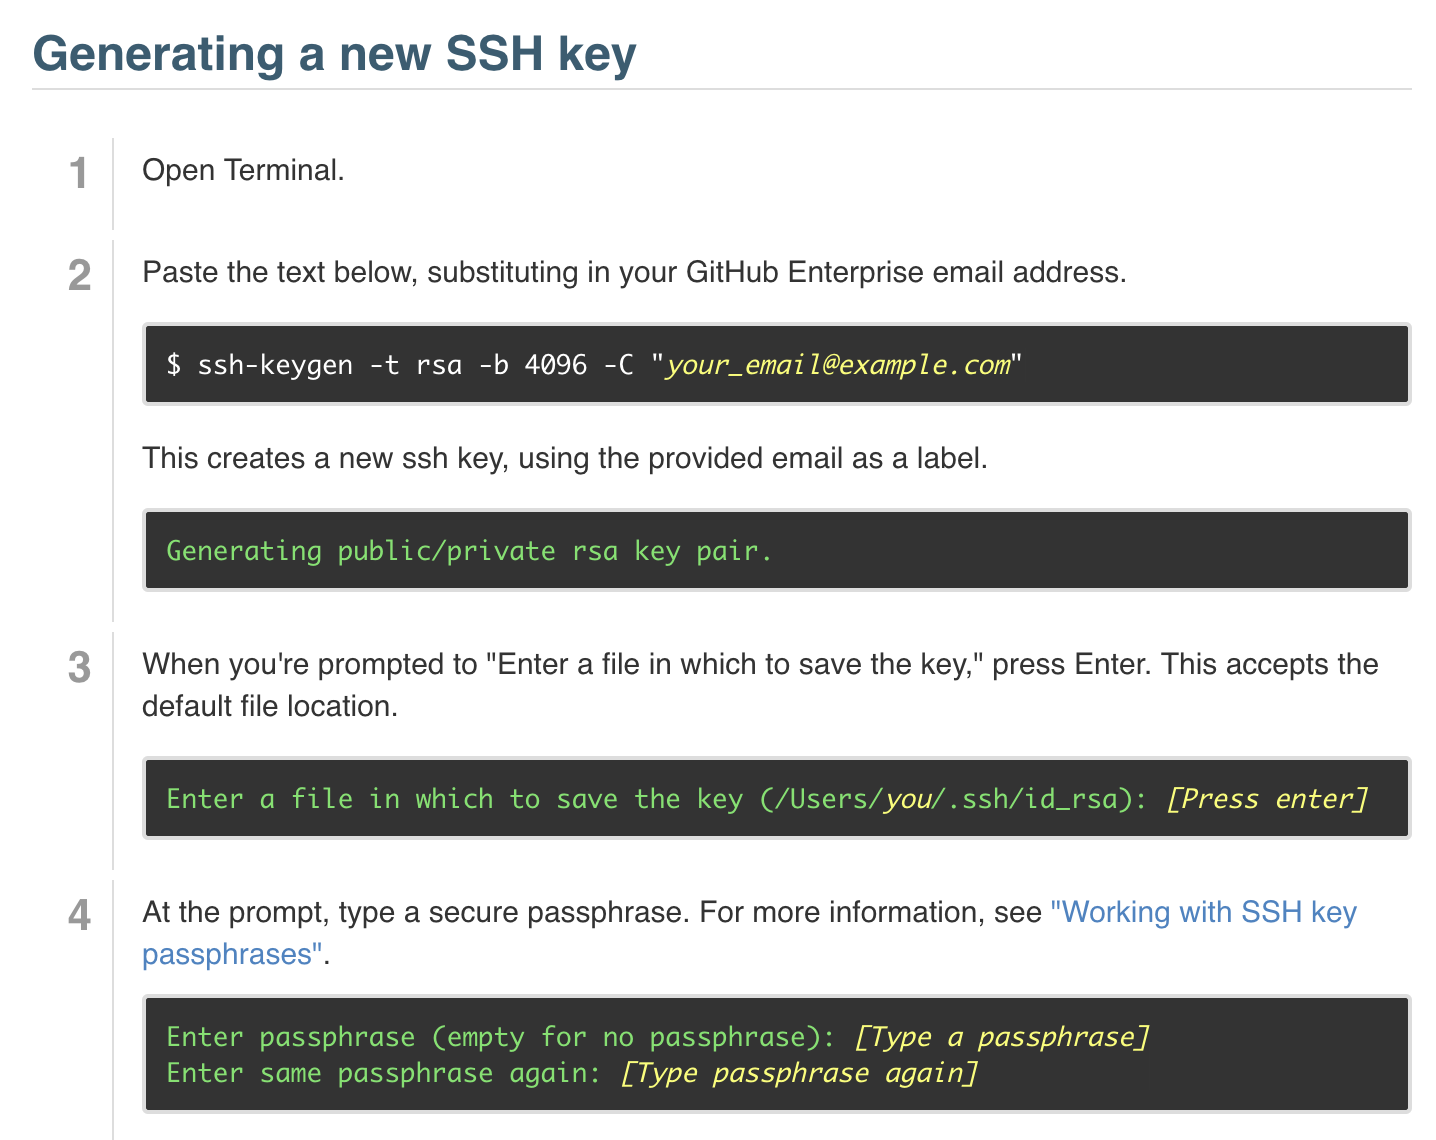 Generating a new SSH key
1
Open Terminal.
2
Paste the text below, substituting in your GitHub Enterprise email address.
$ ssh-keygen -t rsa -b 4096 -C "your_email@example.com"
This creates a new ssh key, using the provided email as a label.
Generating public/private rsa key pair.
3
When you're prompted to "Enter a file in which to save the key," press Enter. This accepts the
default file location.
Enter a file in which to save the key (/Users/you/.ssh/id_rsa): [Press enter]
4
At the prompt, type a secure passphrase. For more information, see "Working with SSH key
passphrases".
Enter passphrase (empty for no passphrase): [Type a passphrase]
Enter same passphrase again: [Type passphrase again]